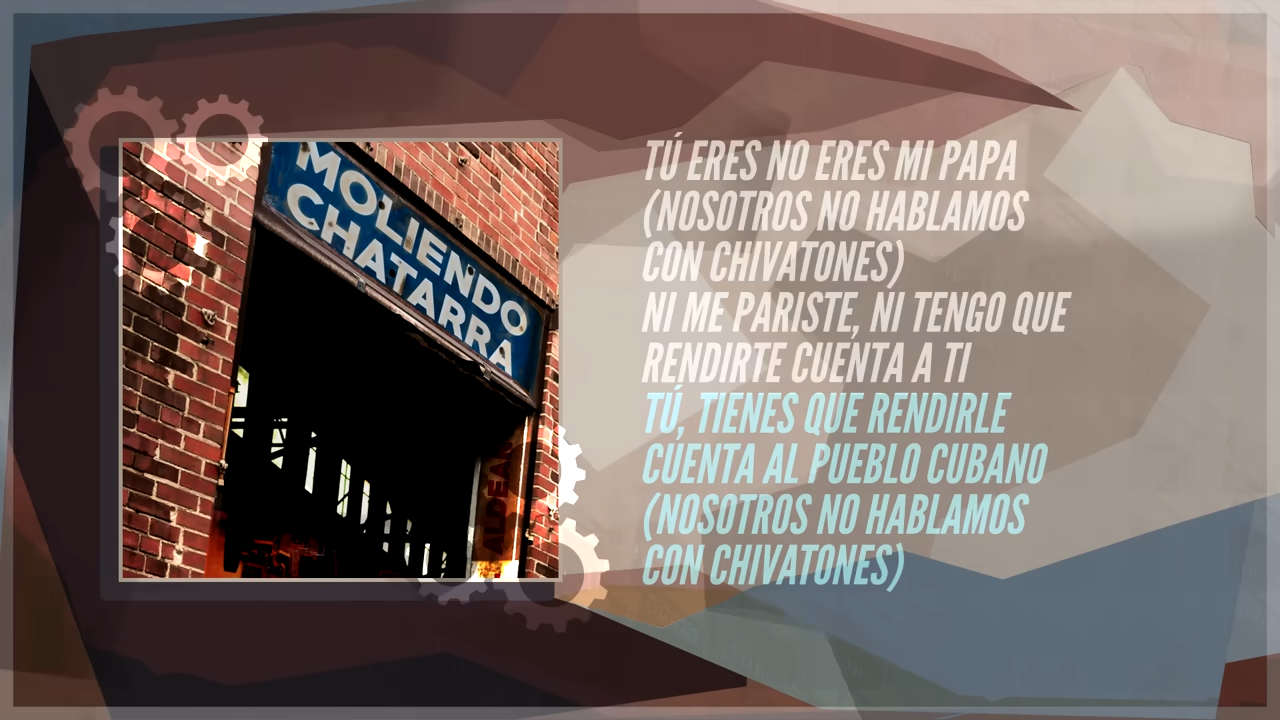 MOLIENDO
CHATARRA
ALDEA
TÚ ERES NO ERES MI PAPA
(NOSOTROS NO HABLAMOS
CON CHIVATONES)
NI ME PARISTE, NI TENGO QUE
RENDIRTE CUENTA A TI
TÚ, TIENES QUE RENDIRLE
CUENTA AL PUEBLO CUBANO
(NOSOTROS NO HABLAMOS
CON CHIVATONES)